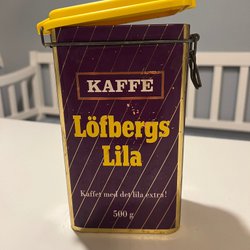 KAFFE
Löfbergs
Lila
Kaffet med det lila extra!
500 g